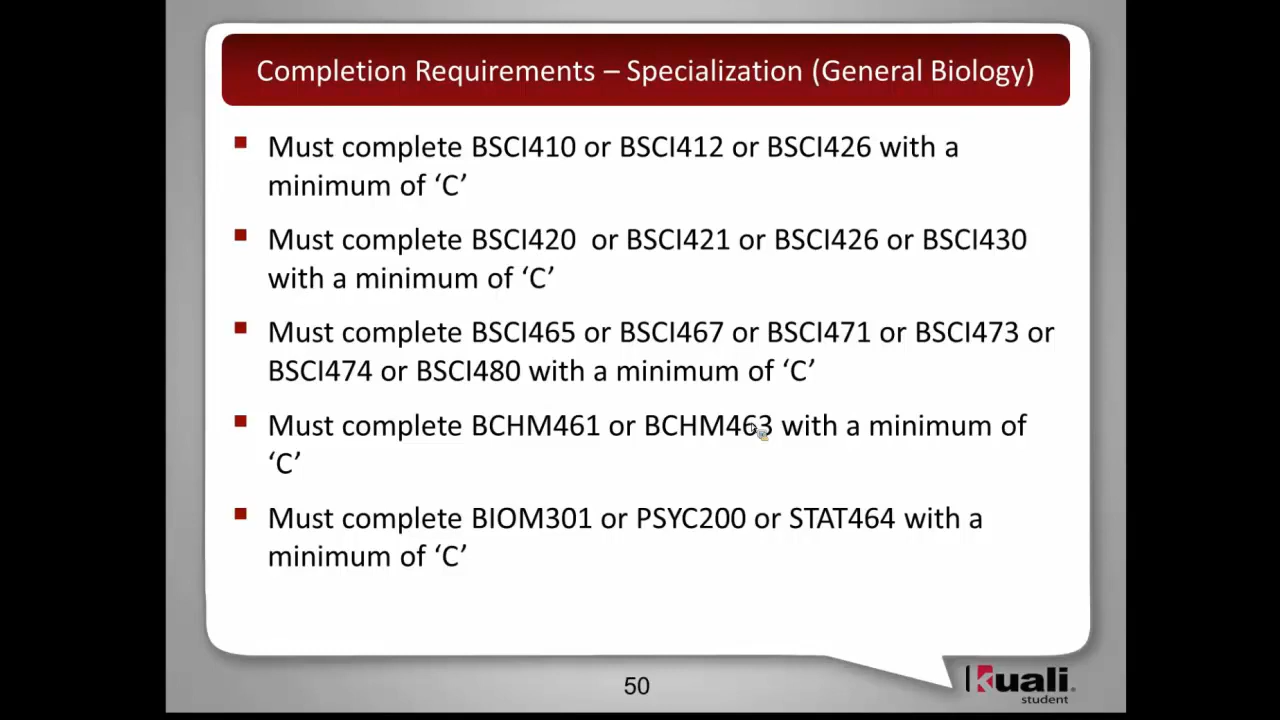 Completion Requirements – Specialization (General Biology)
Must complete BSCI410 or BSCI412 or BSCI426 with a
minimum of ‘C’
Must complete BSCI420  or BSCI421 or BSCI426 or BSCI430
with a minimum of ‘C’
Must complete BSCI465 or BSCI467 or BSCI471 or BSCI473 or
BSCI474 or BSCI480 with a minimum of ‘C’
Must complete BCHM461 or BCHM463 with a minimum of
‘C’
Must complete BIOM301 or PSYC200 or STAT464 with a
minimum of ‘C’
50
kuali
student